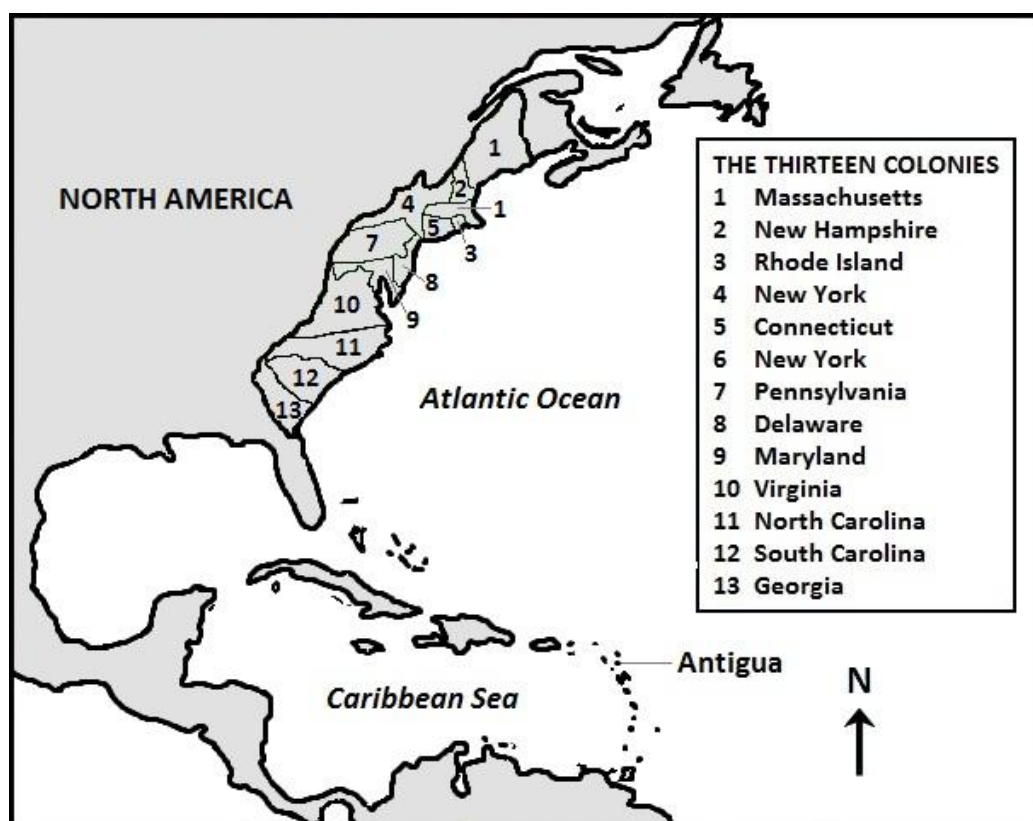 NORTH AMERICA
1
2
4
1
5
3
7
8
10
9
11
12
13
Atlantic Ocean
Caribbean Sea
Antigua
N
THE THIRTEEN COLONIES
1 Massachusetts
2 New Hampshire
3 Rhode Island
4 New York
5 Connecticut
6 New York
7 Pennsylvania
8 Delaware
9 Maryland
10 Virginia
11 North Carolina
12 South Carolina
13 Georgia